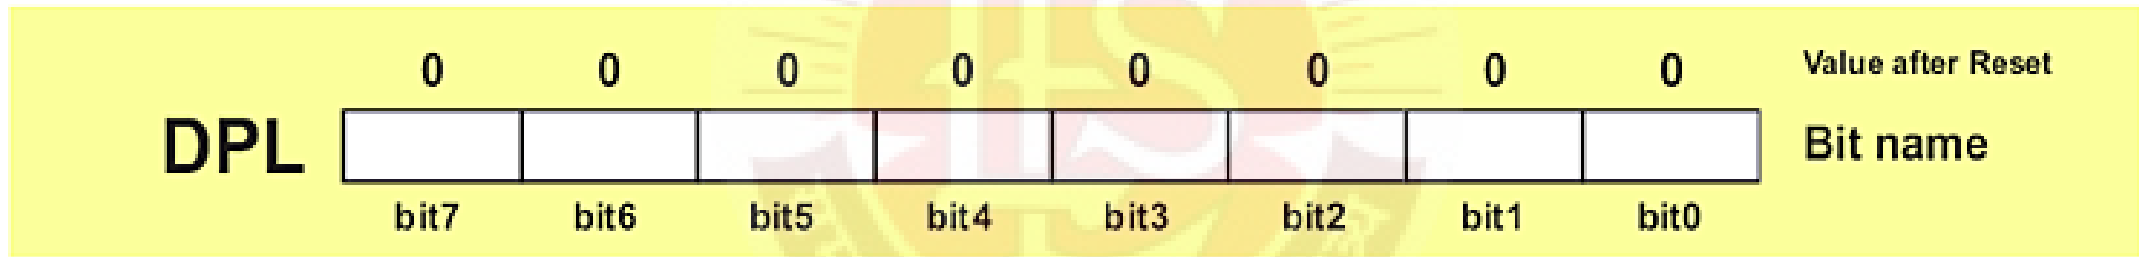 0 0 0 0 0 0 0 0 Value after Reset
DPL Bit name
bit7 bit6 bit5 bit4 bit3 bit2 bit1 bit0